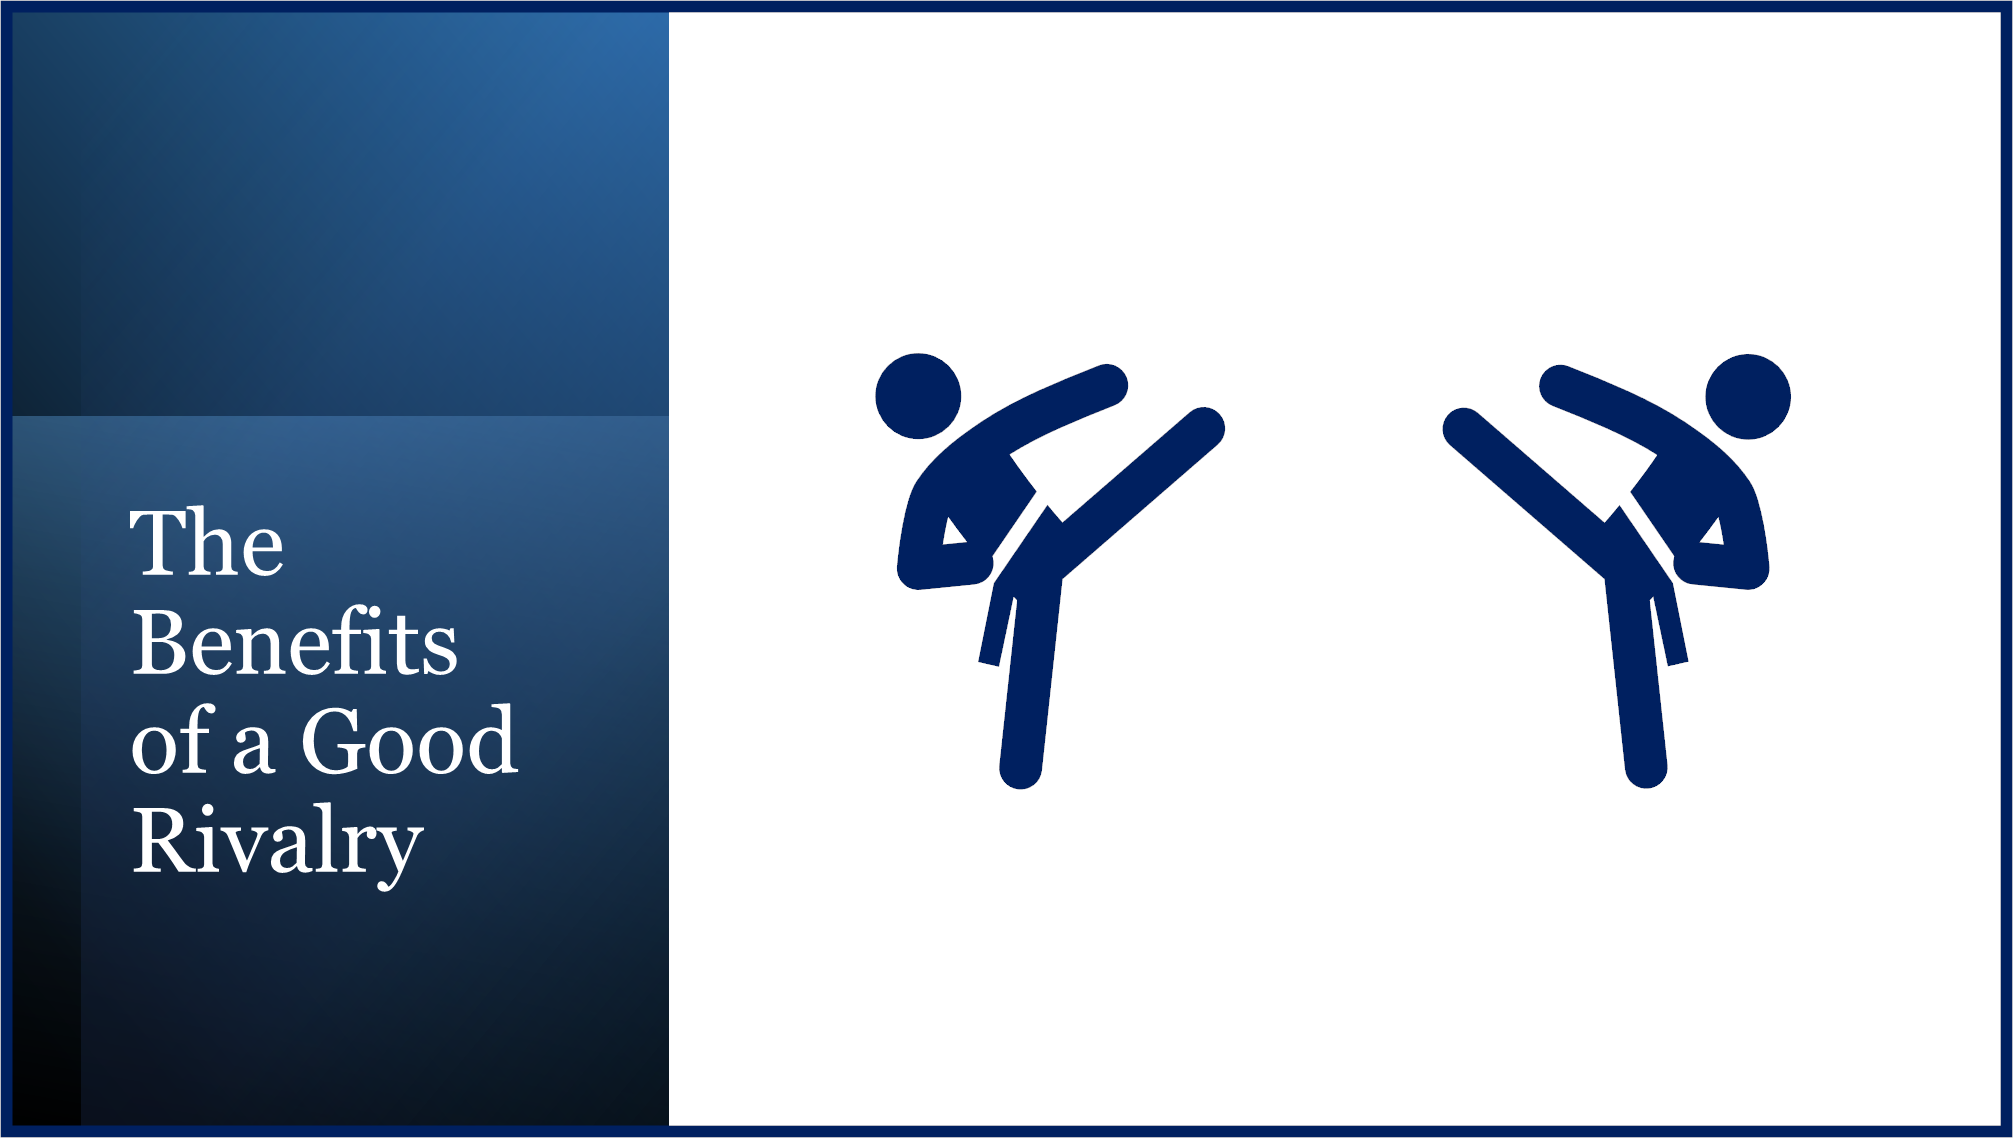 The
Benefits
of a Good
Rivalry